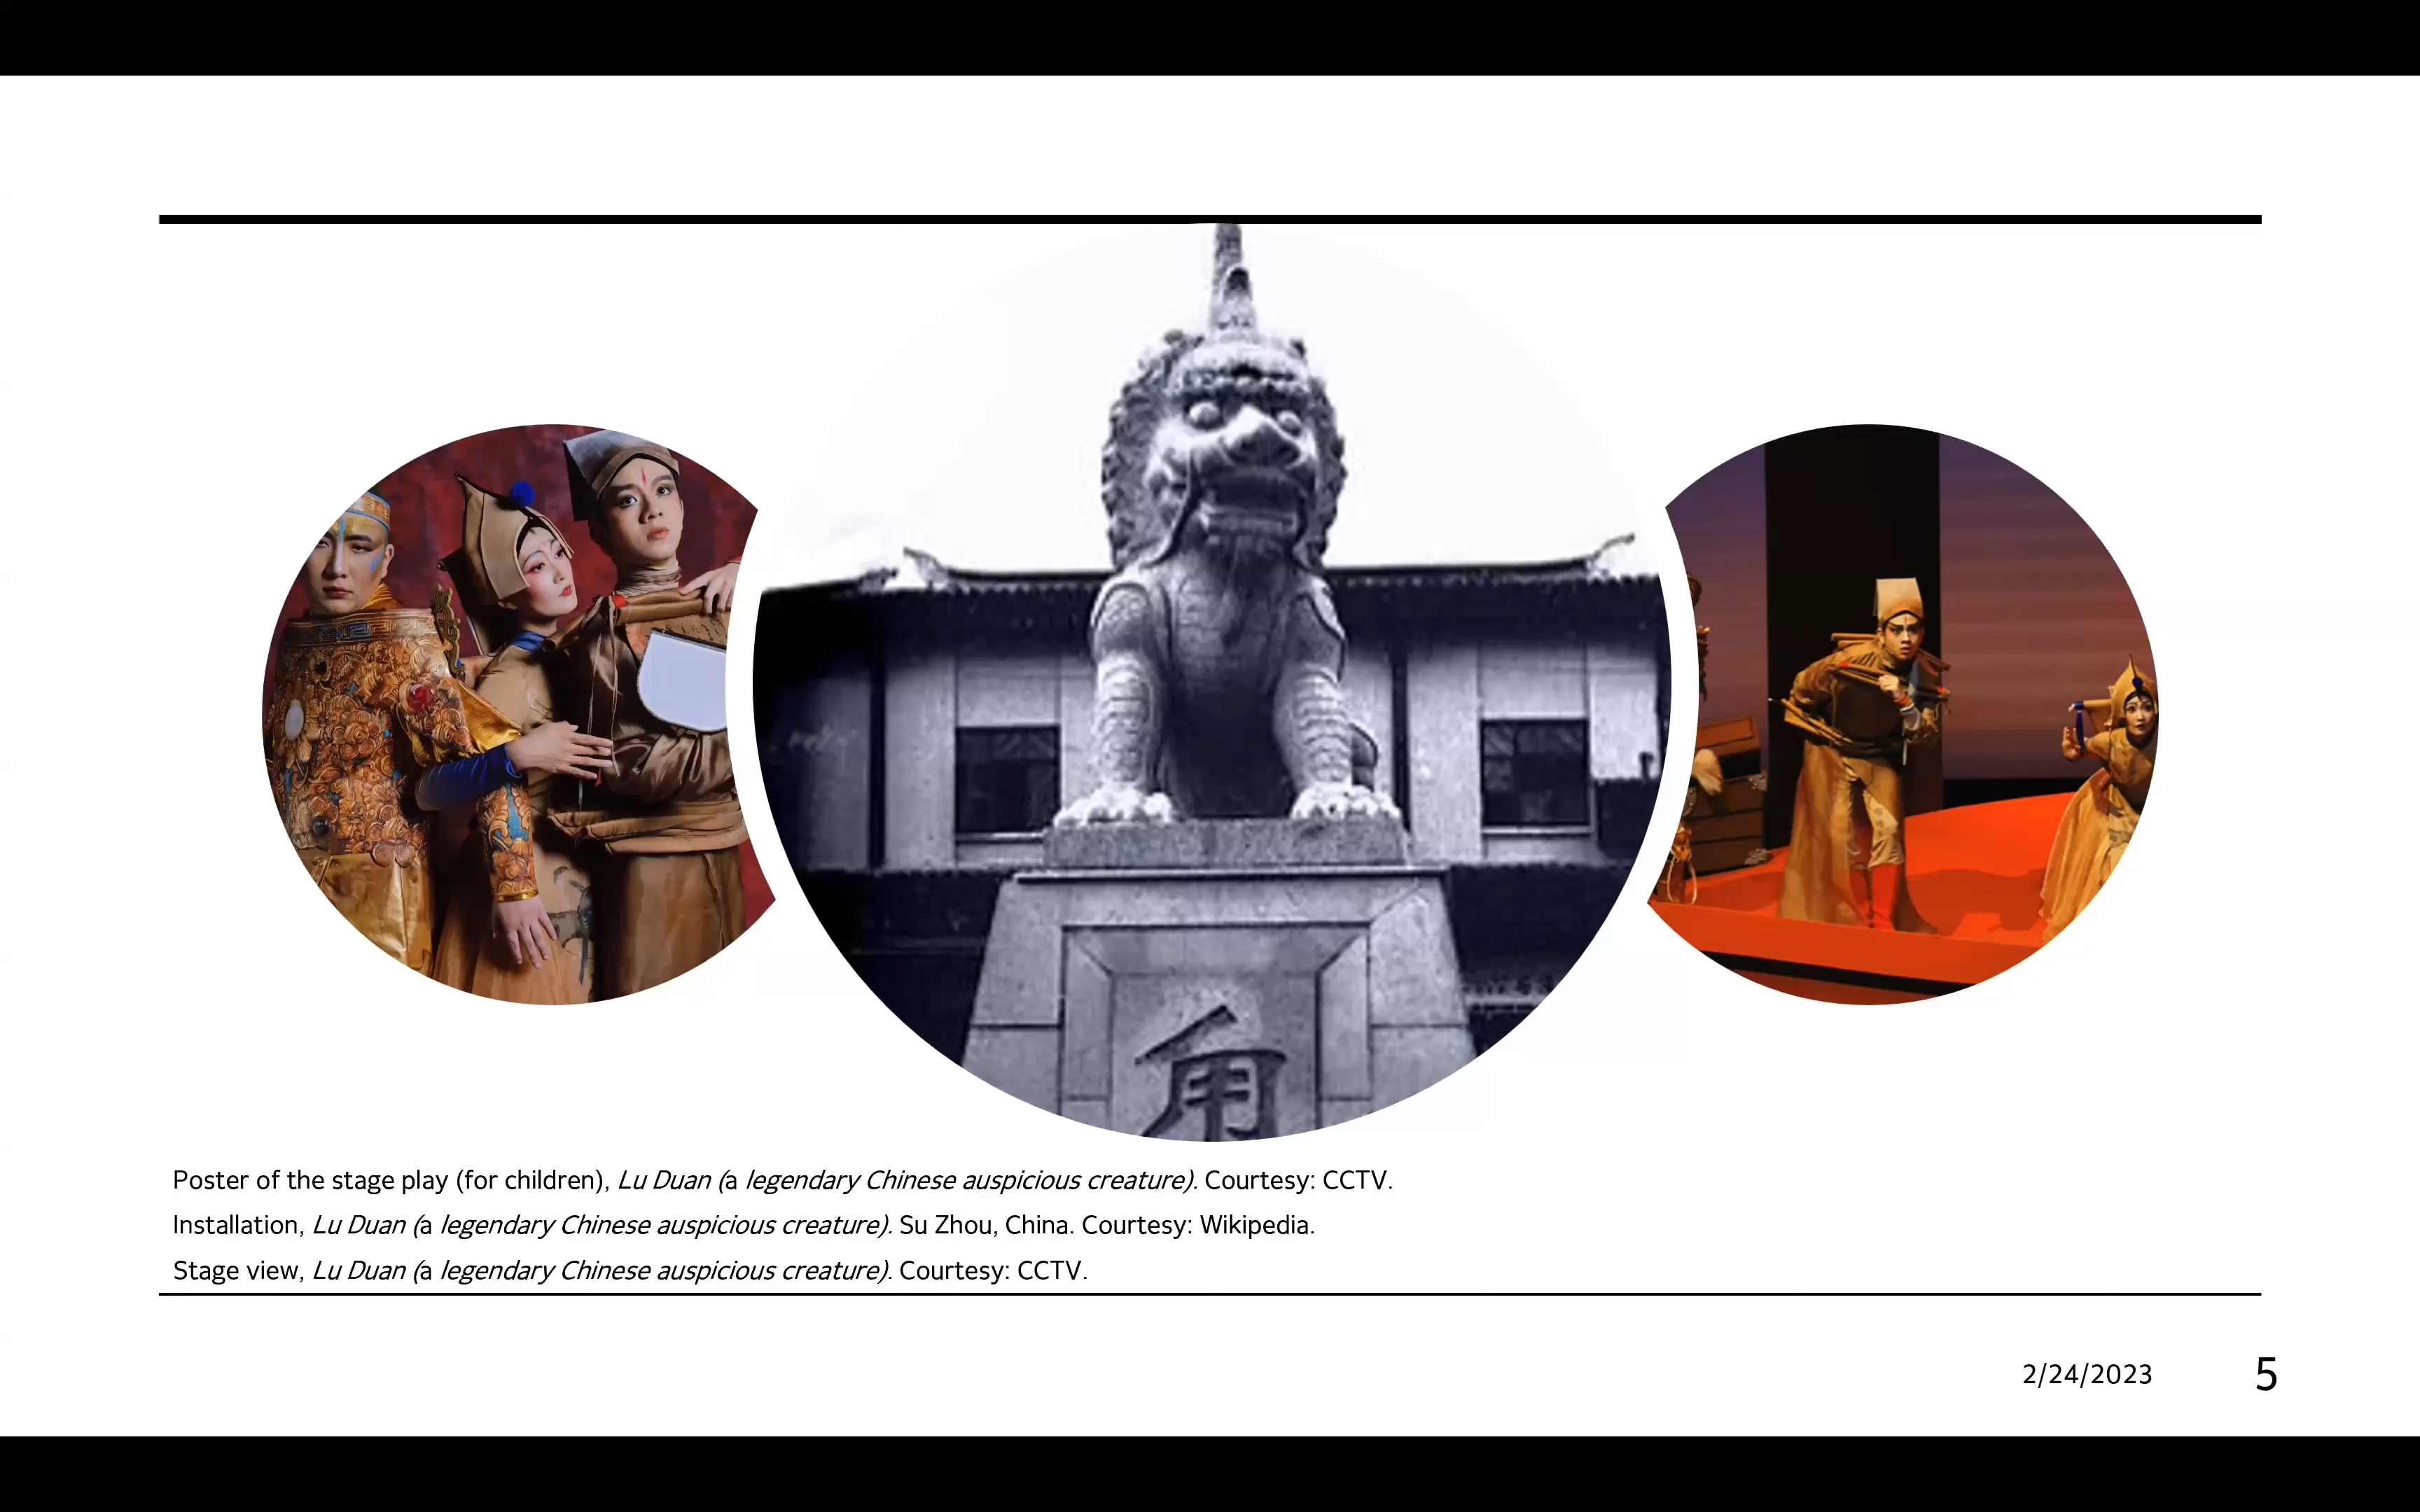 角
Poster of the stage play (for children), Lu Duan (a legendary Chinese auspicious creature). Courtesy: CCTV.
Installation, Lu Duan (a legendary Chinese auspicious creature). Su Zhou, China. Courtesy: Wikipedia.
Stage view, Lu Duan (a legendary Chinese auspicious creature). Courtesy: CCTV.
2/24/2023
5